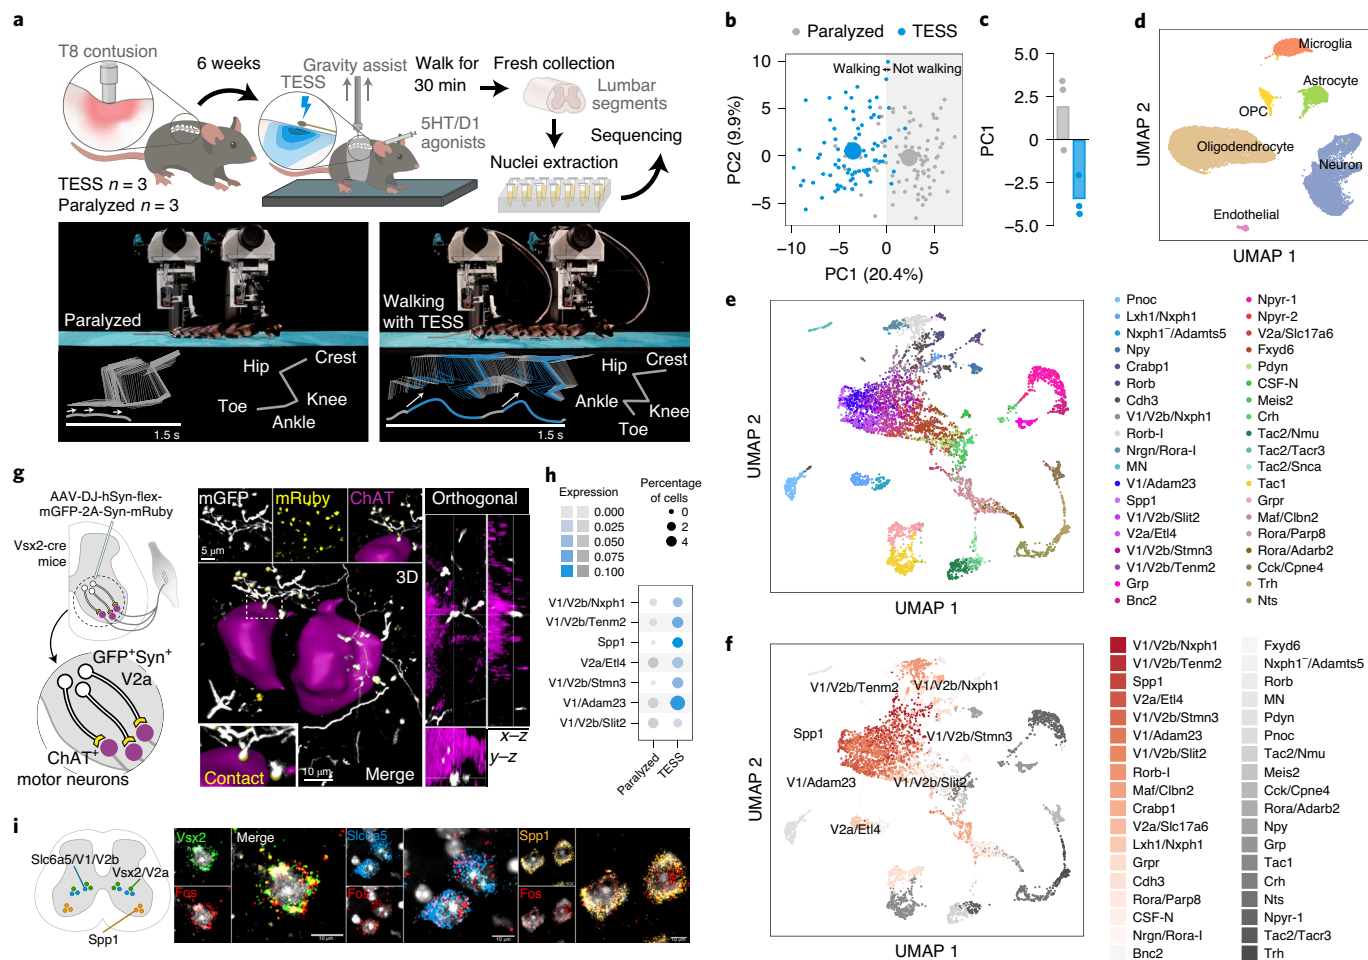 a
T8 contusion
6 weeks
TESS
Gravity assist
Walk for
30 min
Fresh collection
Lumbar
segments
5HT/D1
agonists
Sequencing
Nuclei extraction
TESS n = 3
Paralyzed n = 3
Paralyzed
Walking
with TESS
Hip
Crest
Knee
Toe
Ankle
1.5 s
Hip
Crest
Knee
Ankle
Toe
1.5 s
b
Paralyzed
TESS
Walking
Not walking
10
5
0
−5
−10
−5
0
5
PC2 (9.9%)
PC1 (20.4%)
c
5.0
2.5
0
−2.5
−5.0
PC1
d
Microglia
Astrocyte
OPC
Oligodendrocyte
Neuron
Endothelial
UMAP 2
UMAP 1
e
UMAP 2
UMAP 1
Pnoc
Lxh1/Nxph1
Nxph1−/Adamts5
Npy
Crabp1
Rorb
Cdh3
V1/V2b/Nxph1
Rorb-I
Nrgn/Rora-I
MN
V1/Adam23
Spp1
V1/V2b/Slit2
V2a/Etl4
V1/V2b/Stmn3
V1/V2b/Tenm2
Grp
Bnc2
Npyr-1
Npyr-2
V2a/Slc17a6
Fxyd6
Pdyn
CSF-N
Meis2
Crh
Tac2/Nmu
Tac2/Tacr3
Tac2/Snca
Tac1
Grpr
Maf/Clbn2
Rora/Parp8
Rora/Adarb2
Cck/Cpne4
Trh
Nts
f
V1/V2b/Tenm2
V1/V2b/Nxph1
Spp1
V1/V2b/Stmn3
V1/Adam23
V1/V2b/Slit2
V2a/Etl4
UMAP 2
UMAP 1
V1/V2b/Nxph1
V1/V2b/Tenm2
Spp1
V2a/Etl4
V1/V2b/Stmn3
V1/Adam23
V1/V2b/Slit2
Rorb-I
Maf/Clbn2
Crabp1
V2a/Slc17a6
Lxh1/Nxph1
Grpr
Cdh3
Rora/Parp8
CSF-N
Nrgn/Rora-I
Bnc2
Fxyd6
Nxph1−/Adamts5
Rorb
MN
Pdyn
Pnoc
Tac2/Nmu
Meis2
Cck/Cpne4
Rora/Adarb2
Npy
Grp
Tac1
Crh
Nts
Npyr-1
Tac2/Tacr3
Trh
g
AAV-DJ-hSyn-flex-
mGFP-2A-Syn-mRuby
Vsx2-cre
mice
GFP+Syn+
V2a
ChAT+
motor neurons
mGFP
mRuby
ChAT
Orthogonal
5 μm
3D
Contact
10 μm
Merge
x–z
y–z
h
Expression
0.000
0.025
0.050
0.075
0.100
Percentage
of cells
0
2
4
V1/V2b/Nxph1
V1/V2b/Tenm2
Spp1
V2a/Etl4
V1/V2b/Stmn3
V1/Adam23
V1/V2b/Slit2
Paralyzed
TESS
i
Slc6a5/V1/V2b
Vsx2/V2a
Spp1
Vsx2
Merge
Fos
10 μm
Slc6a5
Fos
10 μm
Spp1
Fos
10 μm